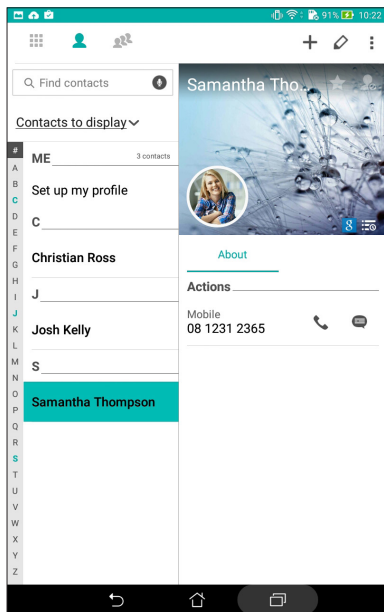 91% 10:22
Find contacts
Samantha Tho...
Contacts to display
#
A
B
C
D
E
F
G
H
I
J
K
L
M
N
O
P
Q
R
S
T
U
V
W
X
Y
Z
ME 3 contacts
Set up my profile
C
Christian Ross
J
Josh Kelly
S
Samantha Thompson
8
About
Actions
Mobile
08 1231 2365